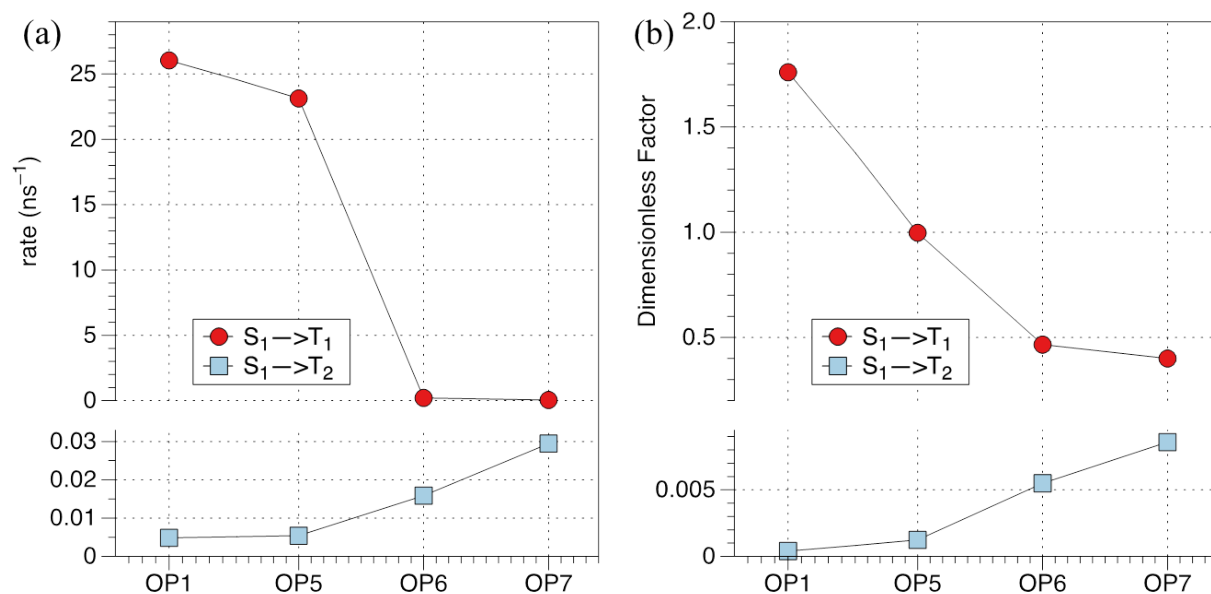 (a)
rate (ns⁻¹)
25
20
15
10
5
0
0.03
0.02
0.01
0
S₁—>T₁
S₁—>T₂
OP1 OP5 OP6 OP7
(b)
Dimensionless Factor
2.0
1.5
1.0
0.5
0.005
0
S₁—>T₁
S₁—>T₂
OP1 OP5 OP6 OP7